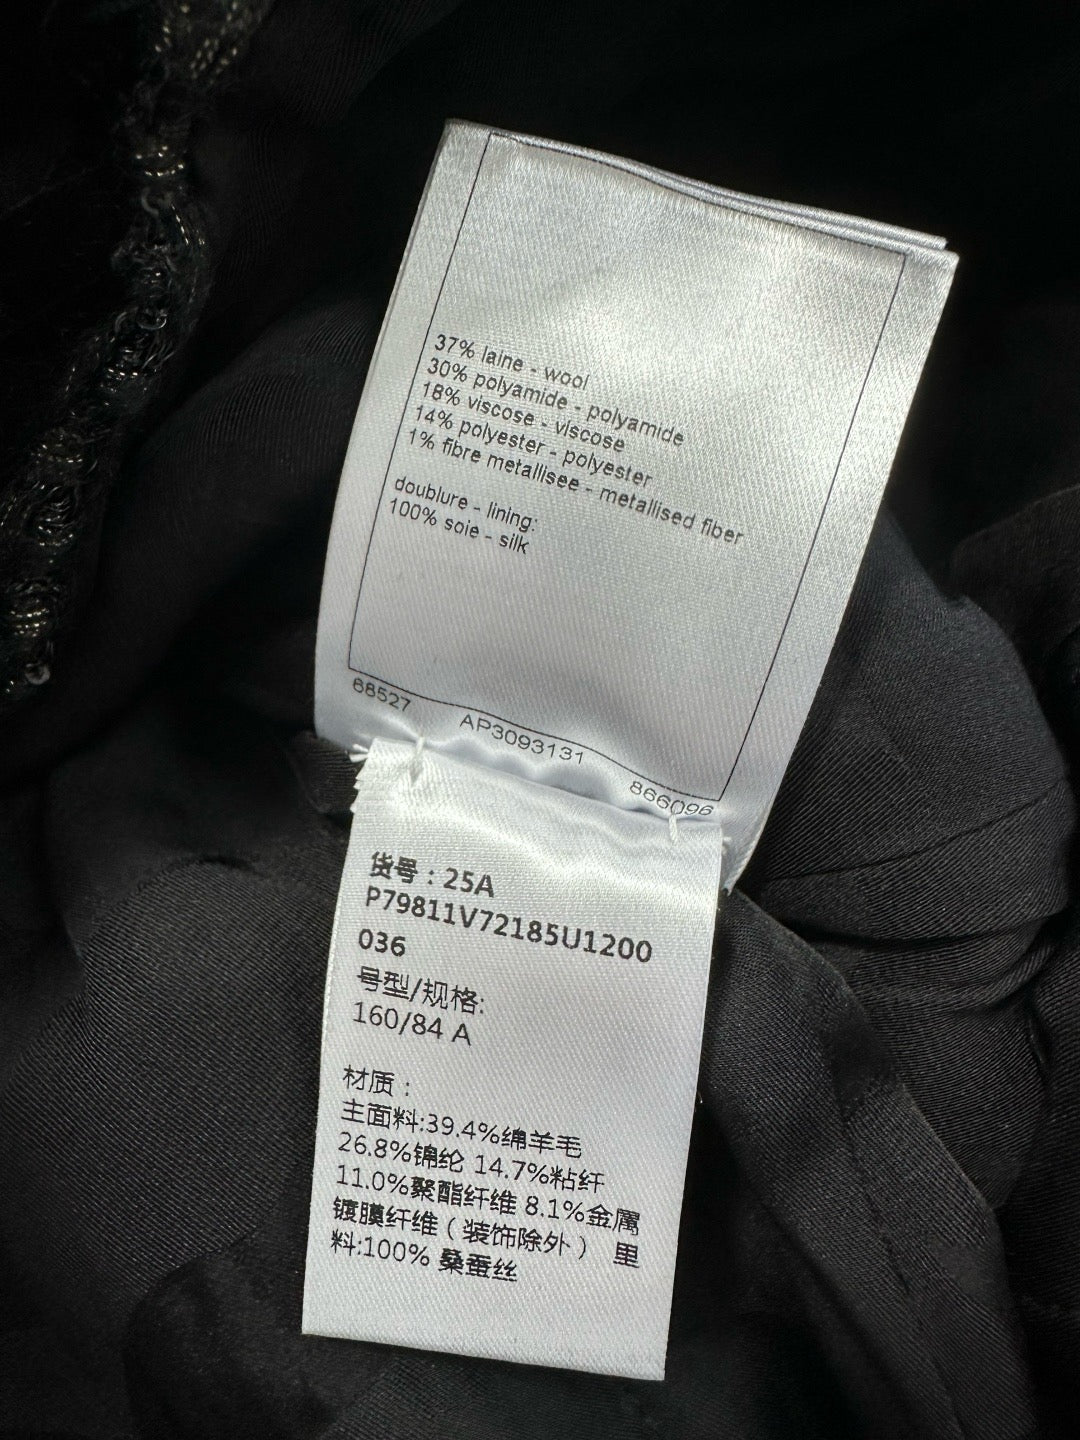 37% laine - wool
30% polyamide - polyamide
18% viscose - viscose
14% polyester - polyester
1% fibre metallisee - metallised fiber
doublure - lining:
100% soie - silk
68527 AP3093131 866096
货号：25A
P79811V72185U1200
036
号型/规格:
160/84 A
材质：
主面料:39.4%绵羊毛
26.8%锦纶 14.7%粘纤
11.0%聚酯纤维 8.1%金属
镀膜纤维（装饰除外） 里
料:100% 桑蚕丝